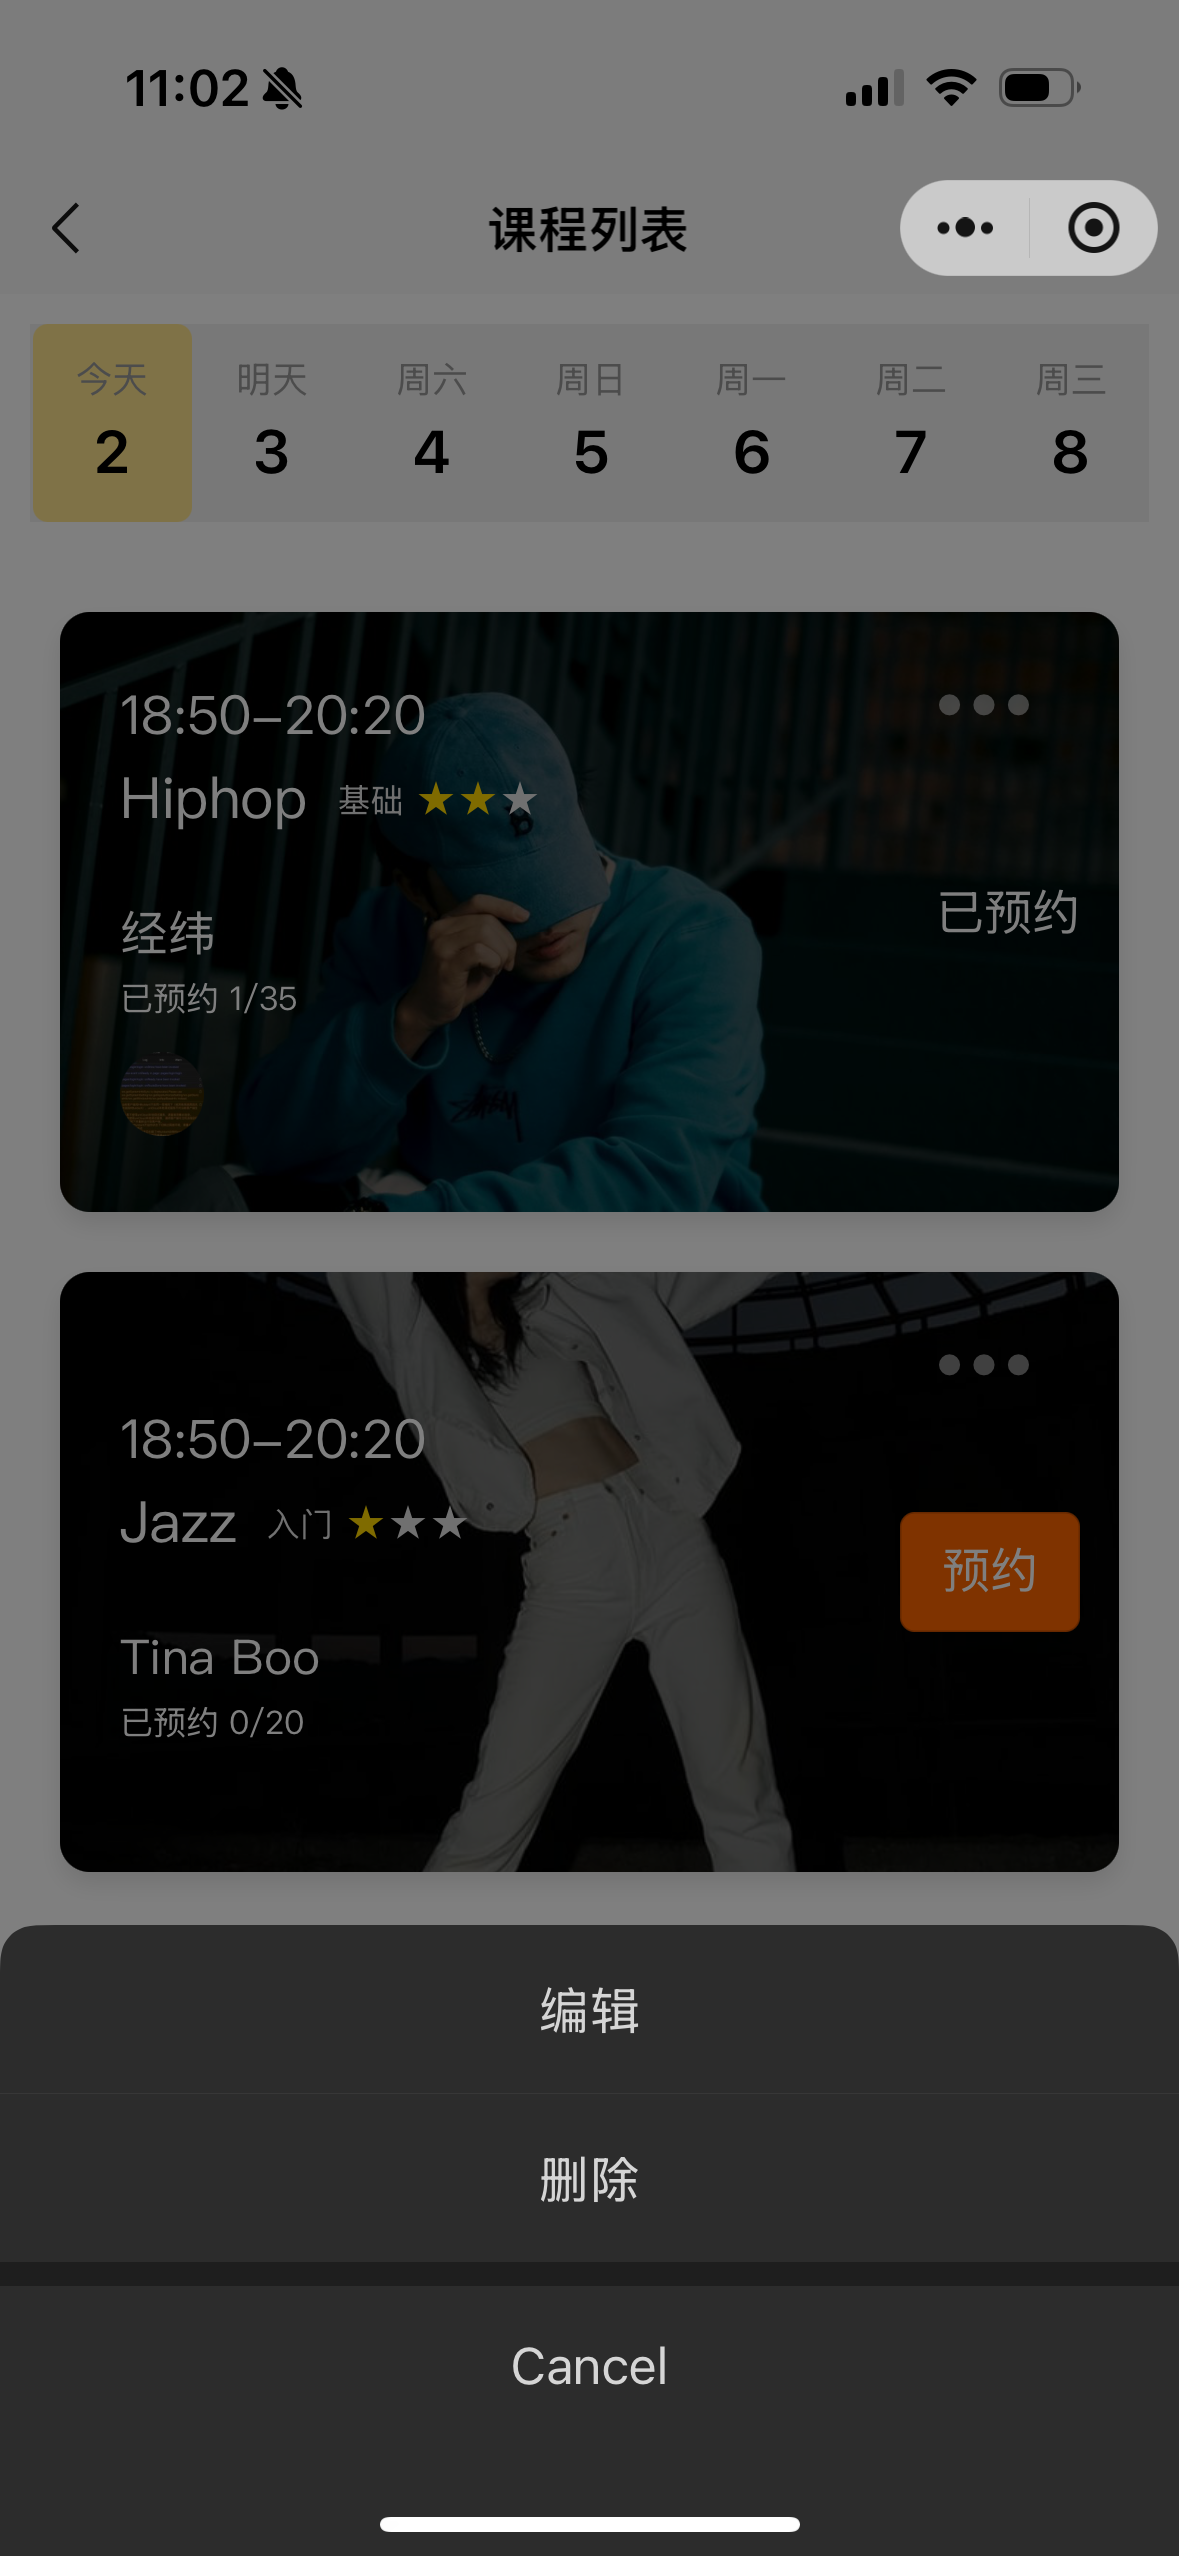 11:02
课程列表
今天 明天 周六 周日 周一 周二 周三
2 3 4 5 6 7 8
18:50–20:20
Hiphop 基础
经纬
已预约
已预约 1/35
18:50–20:20
Jazz 入门
预约
Tina Boo
已预约 0/20
编辑
删除
Cancel